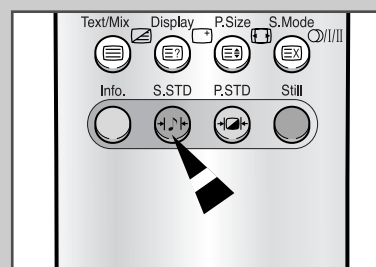 Text/Mix Display P.Size S.Mode
I/II
Info. S.STD P.STD Still